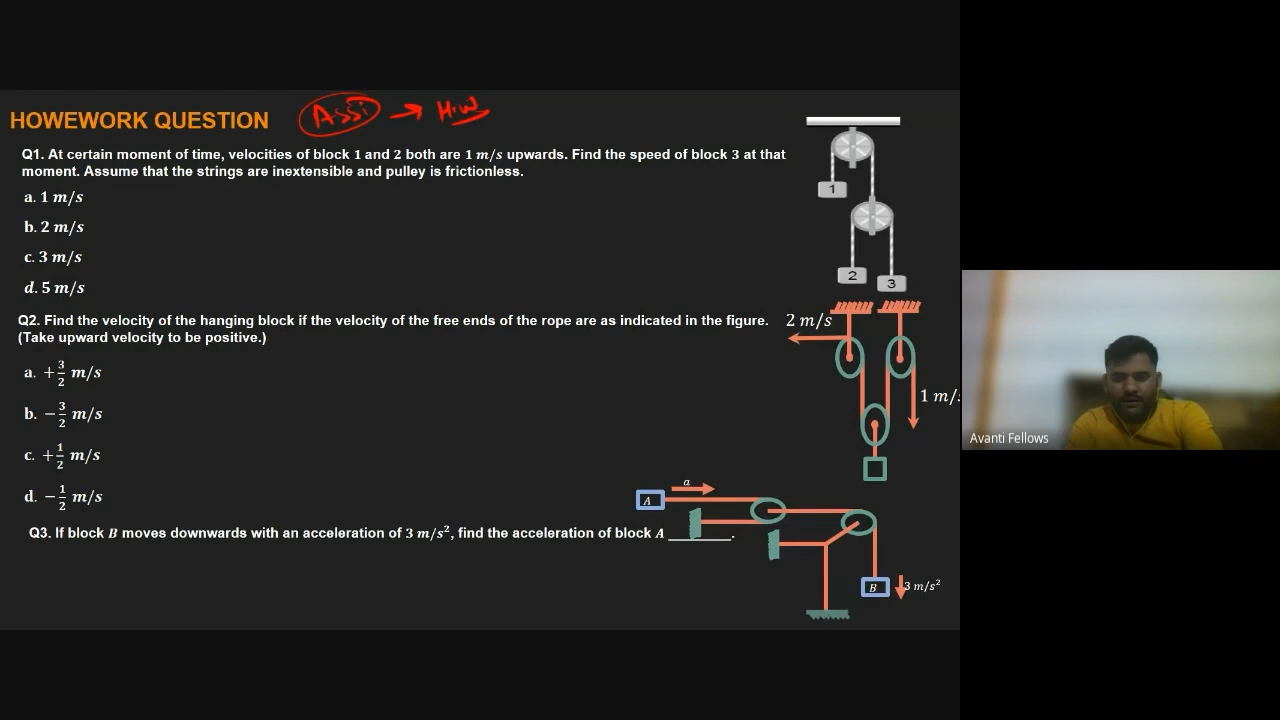 HOWEWORK QUESTION
Assi → H.W
Q1. At certain moment of time, velocities of block 1 and 2 both are 1 m/s upwards. Find the speed of block 3 at that
moment. Assume that the strings are inextensible and pulley is frictionless.
a. 1 m/s
b. 2 m/s
c. 3 m/s
d. 5 m/s
1
2
3
Q2. Find the velocity of the hanging block if the velocity of the free ends of the rope are as indicated in the figure.
(Take upward velocity to be positive.)
2 m/s
1 m/s
a. +3/2 m/s
b. −3/2 m/s
c. +1/2 m/s
d. −1/2 m/s
Avanti Fellows
a
A
Q3. If block B moves downwards with an acceleration of 3 m/s², find the acceleration of block A ________.
B
3 m/s²